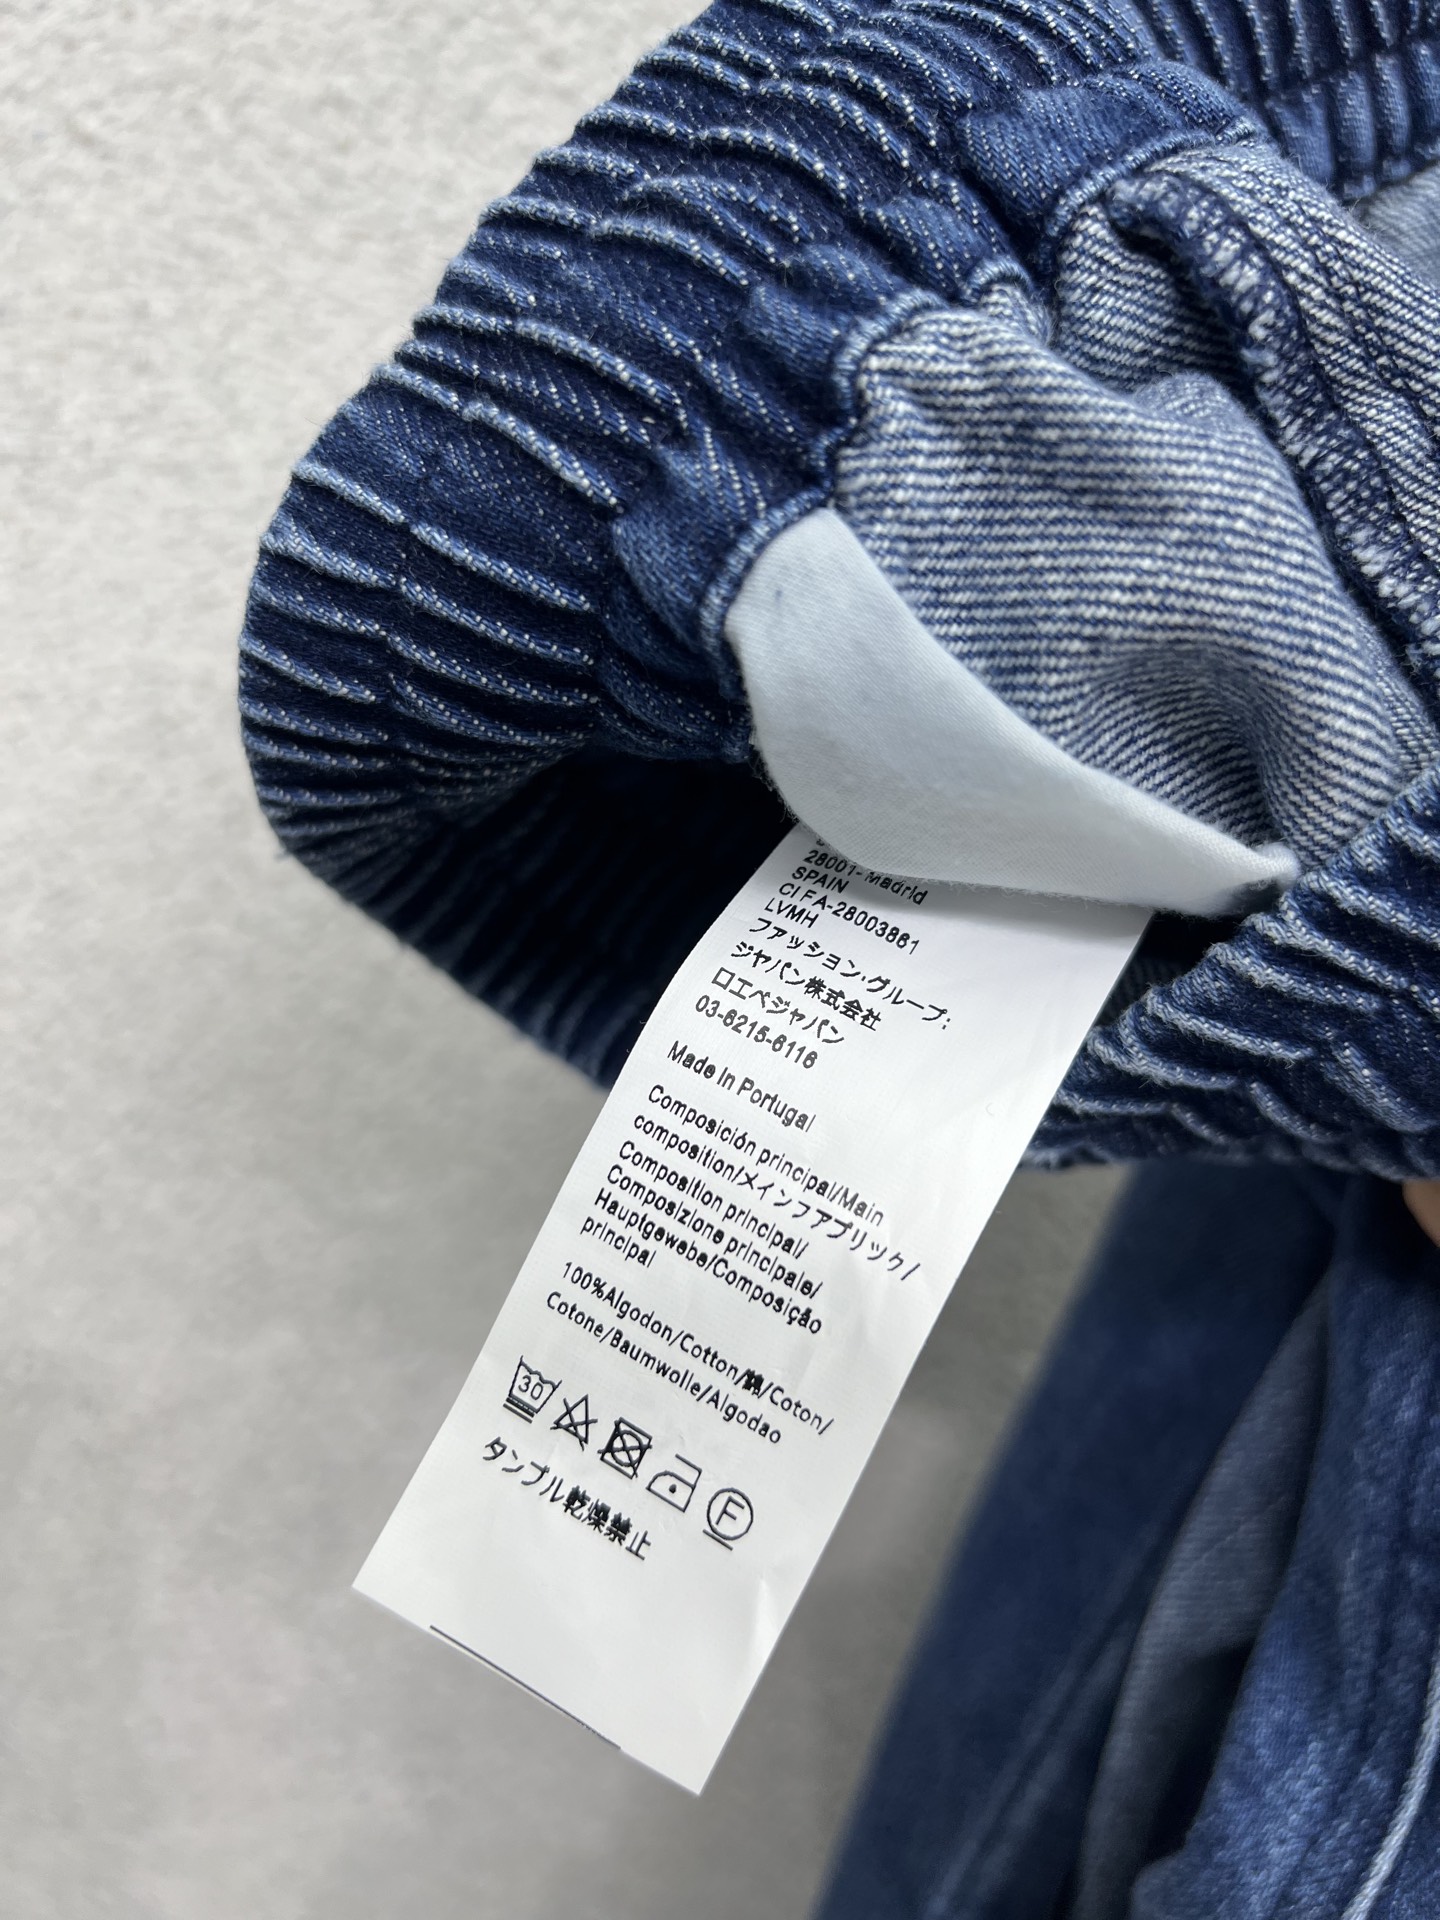 28001-Madrid
SPAIN
CIF A-28003861
LVMH
ファッション・グループ:
ジャパン株式会社
ロエベジャパン
03-6215-6116
Made in Portugal
Composición principal/Main
composition/メインファブリック/
Composition principal/
Composizione principale/
Hauptgewebe/Composição
principal
100%Algodon/Cotton/綿/Coton/
Cotone/Baumwolle/Algodao
30
F
タンブル乾燥禁止